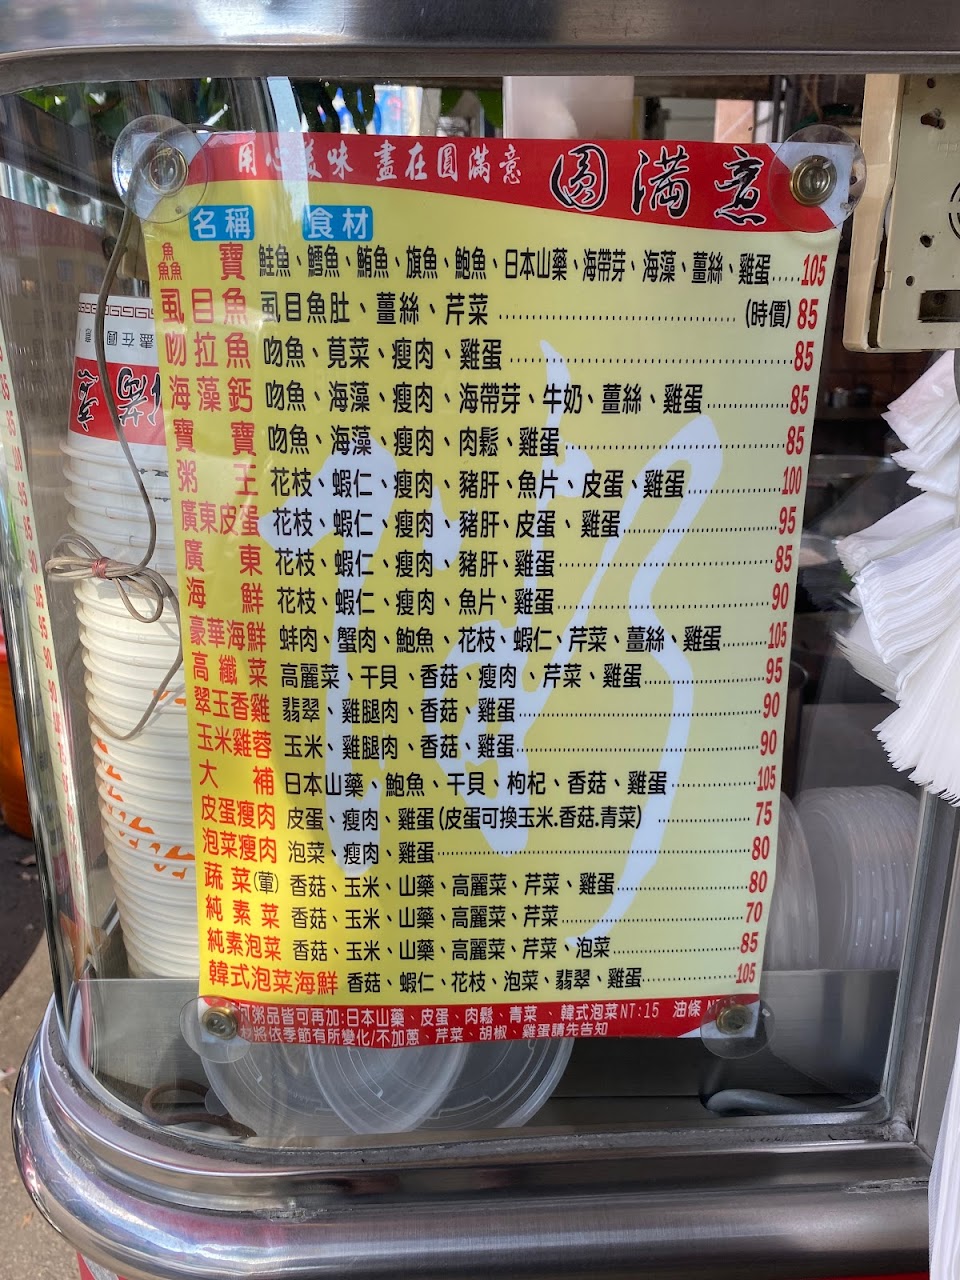 用心美味 盡在圓滿意 圓滿意
名稱 食材
鱻寶 鮭魚、鱈魚、鮪魚、旗魚、鮑魚、日本山藥、海帶芽、海藻、薑絲、雞蛋.....105
虱目魚 虱目魚肚、薑絲、芹菜..............................(時價)85
吻拉魚 吻魚、莧菜、瘦肉、雞蛋..............................85
海藻鈣 吻魚、海藻、瘦肉、海帶芽、牛奶、薑絲、雞蛋............85
寶寶 吻魚、海藻、瘦肉、肉鬆、雞蛋..............................85
粥王 花枝、蝦仁、瘦肉、豬肝、魚片、皮蛋、雞蛋..............100
廣東皮蛋 花枝、蝦仁、瘦肉、豬肝、皮蛋、雞蛋....................95
廣東 花枝、蝦仁、瘦肉、豬肝、雞蛋..............................85
海鮮 花枝、蝦仁、瘦肉、魚片、雞蛋..............................90
豪華海鮮 蚌肉、蟹肉、鮑魚、花枝、蝦仁、芹菜、薑絲、雞蛋......105
高纖菜 高麗菜、干貝、香菇、瘦肉、芹菜、雞蛋................95
翠玉香雞 翡翠、雞腿肉、香菇、雞蛋..............................90
玉米雞蓉 玉米、雞腿肉、香菇、雞蛋..............................90
大補 日本山藥、鮑魚、干貝、枸杞、香菇、雞蛋............105
皮蛋瘦肉 皮蛋、瘦肉、雞蛋(皮蛋可換玉米.香菇.青菜) ..............75
泡菜瘦肉 泡菜、瘦肉、雞蛋..............................80
蔬菜(葷) 香菇、玉米、山藥、高麗菜、芹菜、雞蛋....................80
純素菜 香菇、玉米、山藥、高麗菜、芹菜..............................70
純素泡菜 香菇、玉米、山藥、高麗菜、芹菜、泡菜....................85
韓式泡菜海鮮 香菇、蝦仁、花枝、泡菜、翡翠、雞蛋..............105
粥品皆可再加:日本山藥、皮蛋、肉鬆、青菜、韓式泡菜NT:15 油條
材將依季節有所變化/不加蔥、芹菜、胡椒、雞蛋請先告知